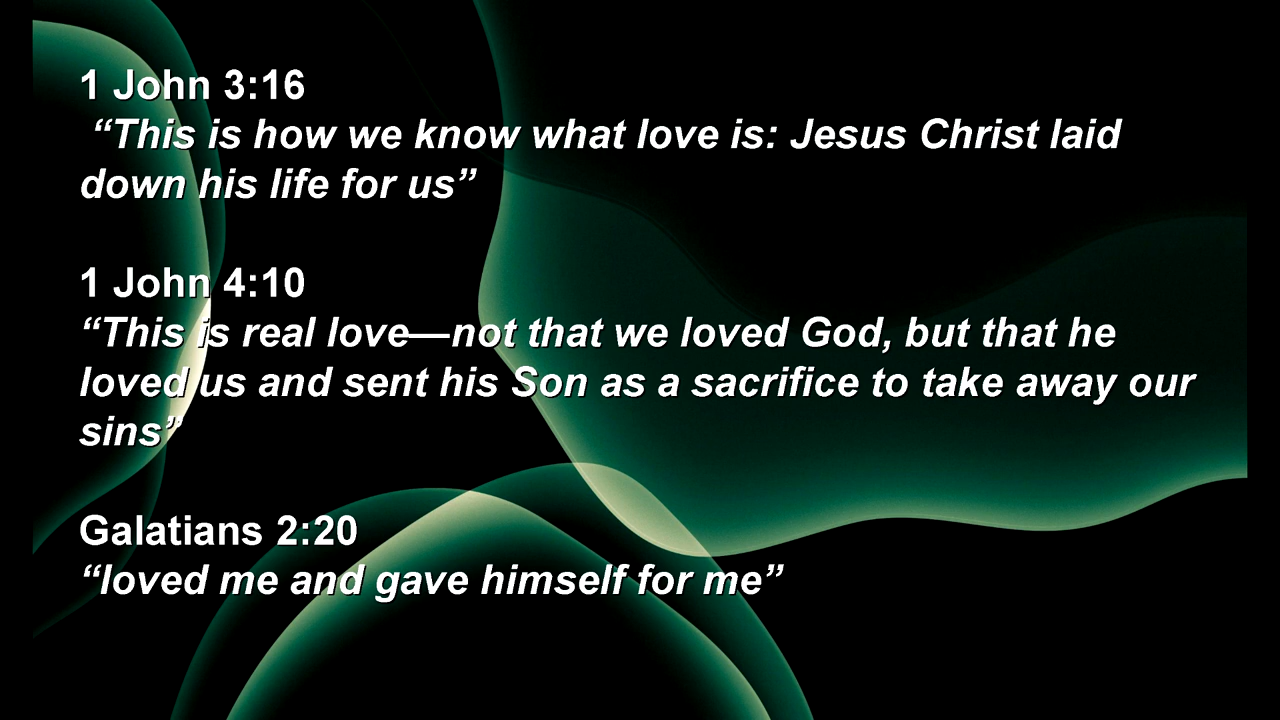 1 John 3:16
“This is how we know what love is: Jesus Christ laid
down his life for us”
1 John 4:10
“This is real love—not that we loved God, but that he
loved us and sent his Son as a sacrifice to take away our
sins”
Galatians 2:20
“loved me and gave himself for me”